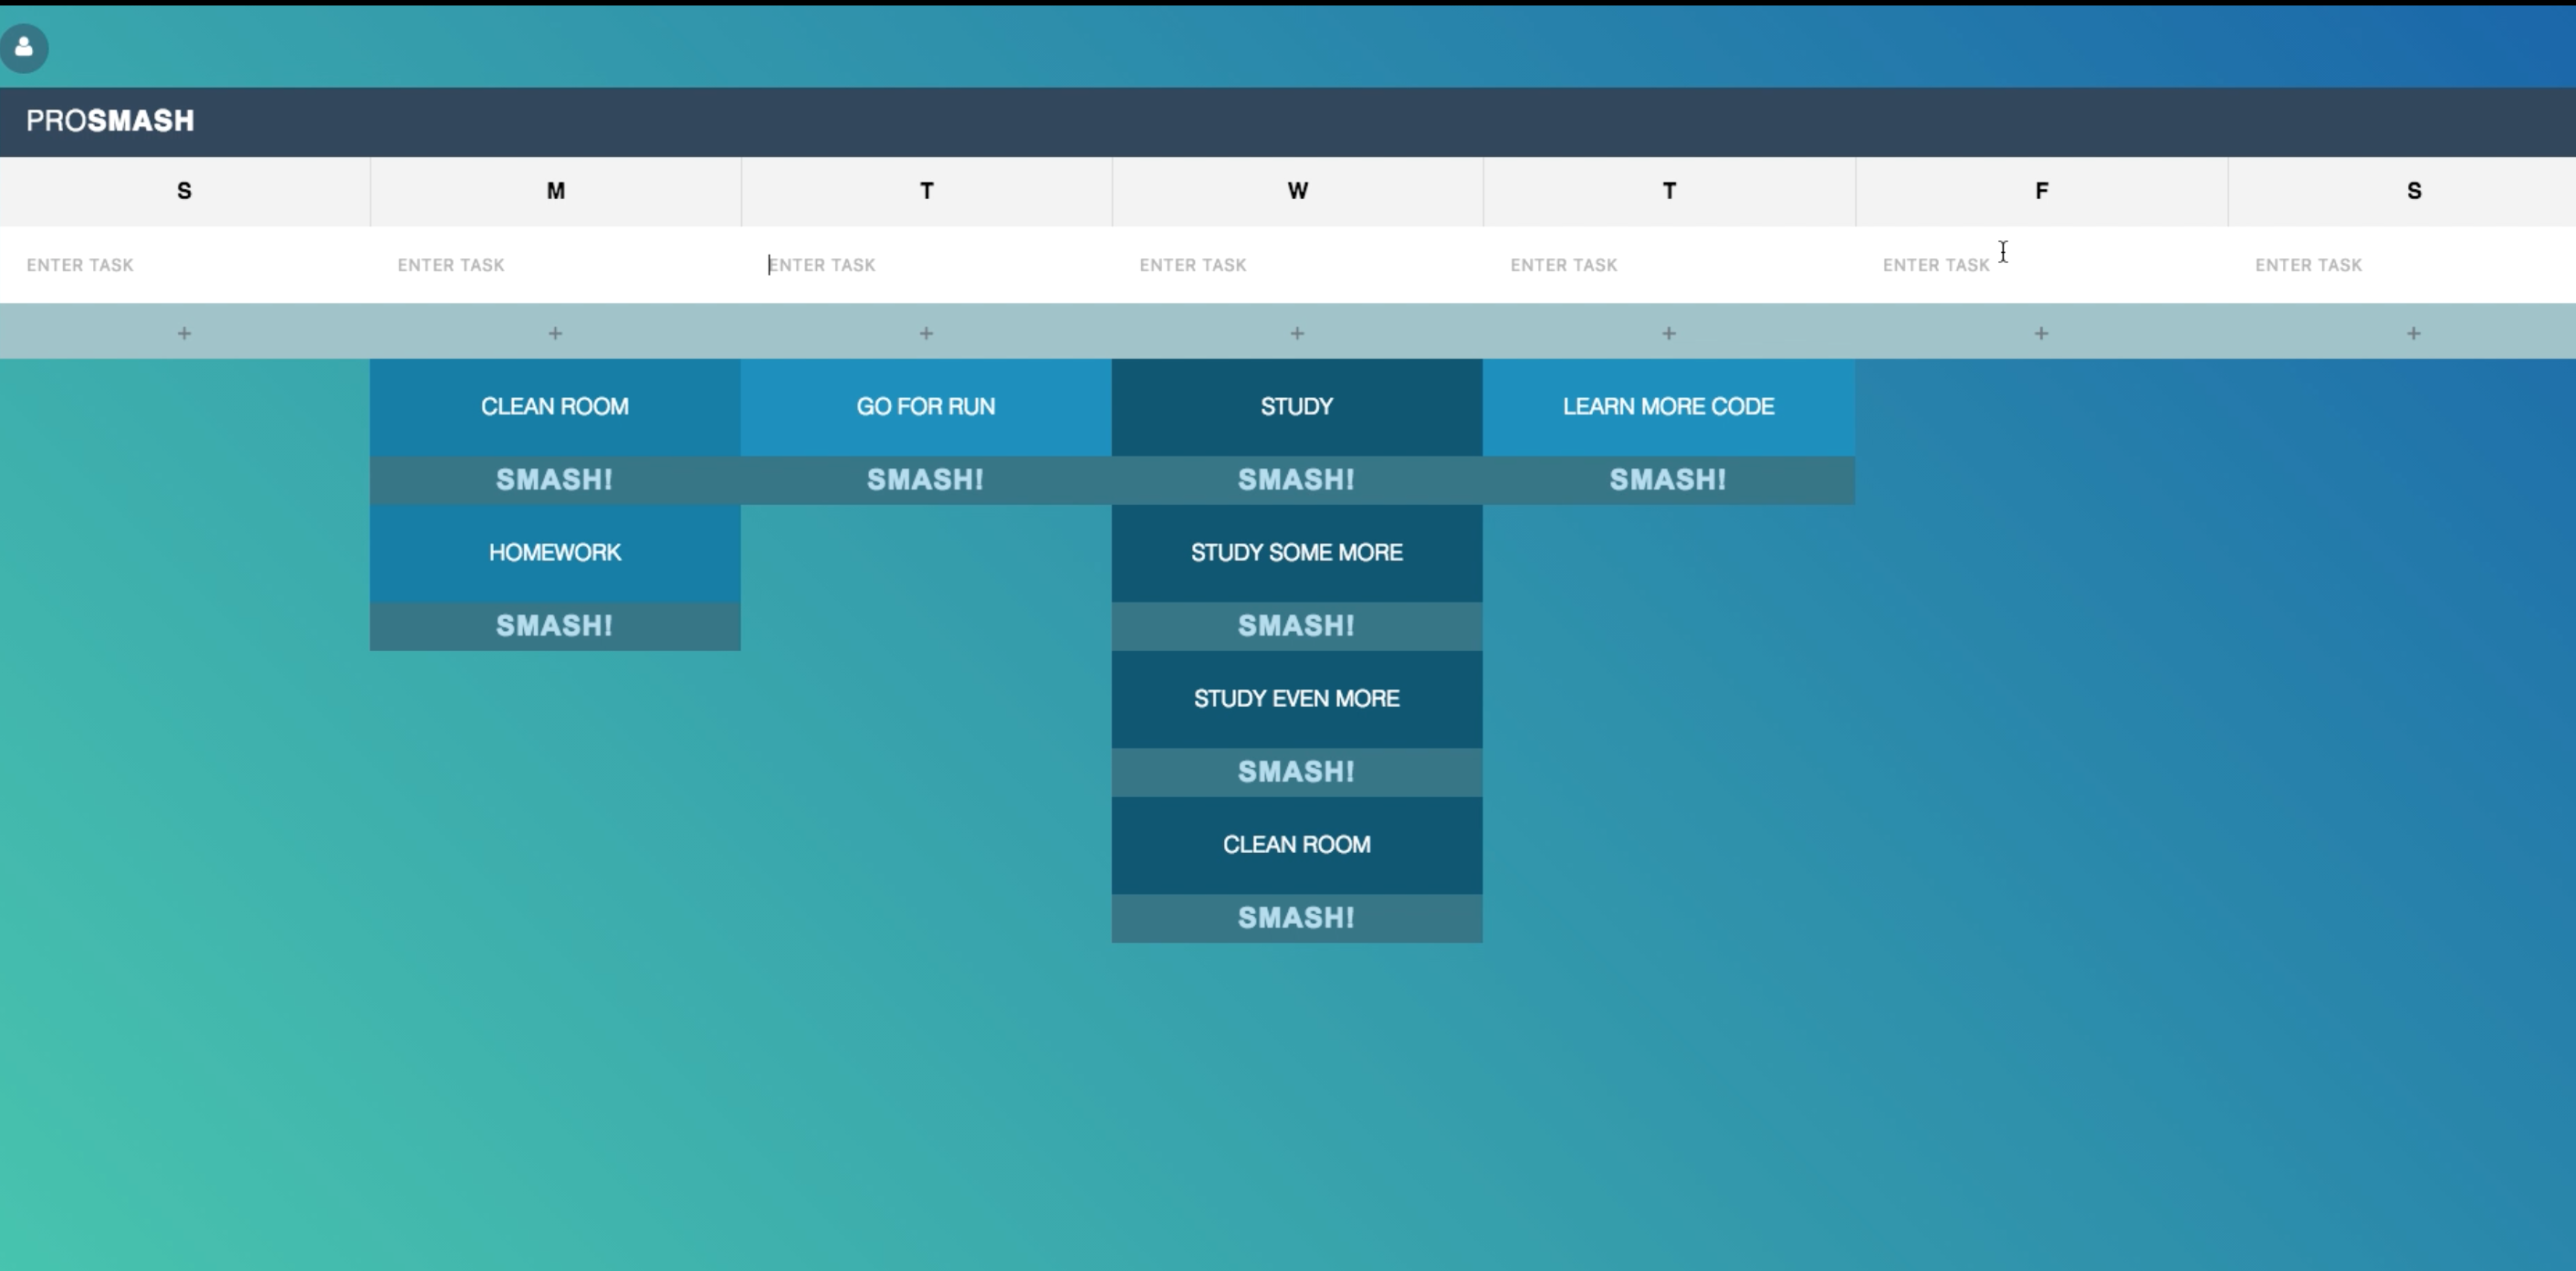 PROSMASH
S M T W T F S
ENTER TASK ENTER TASK ENTER TASK ENTER TASK ENTER TASK ENTER TASK ENTER TASK
+ + + + + + +
CLEAN ROOM GO FOR RUN STUDY LEARN MORE CODE
SMASH! SMASH! SMASH! SMASH!
HOMEWORK STUDY SOME MORE
SMASH! SMASH!
STUDY EVEN MORE
SMASH!
CLEAN ROOM
SMASH!